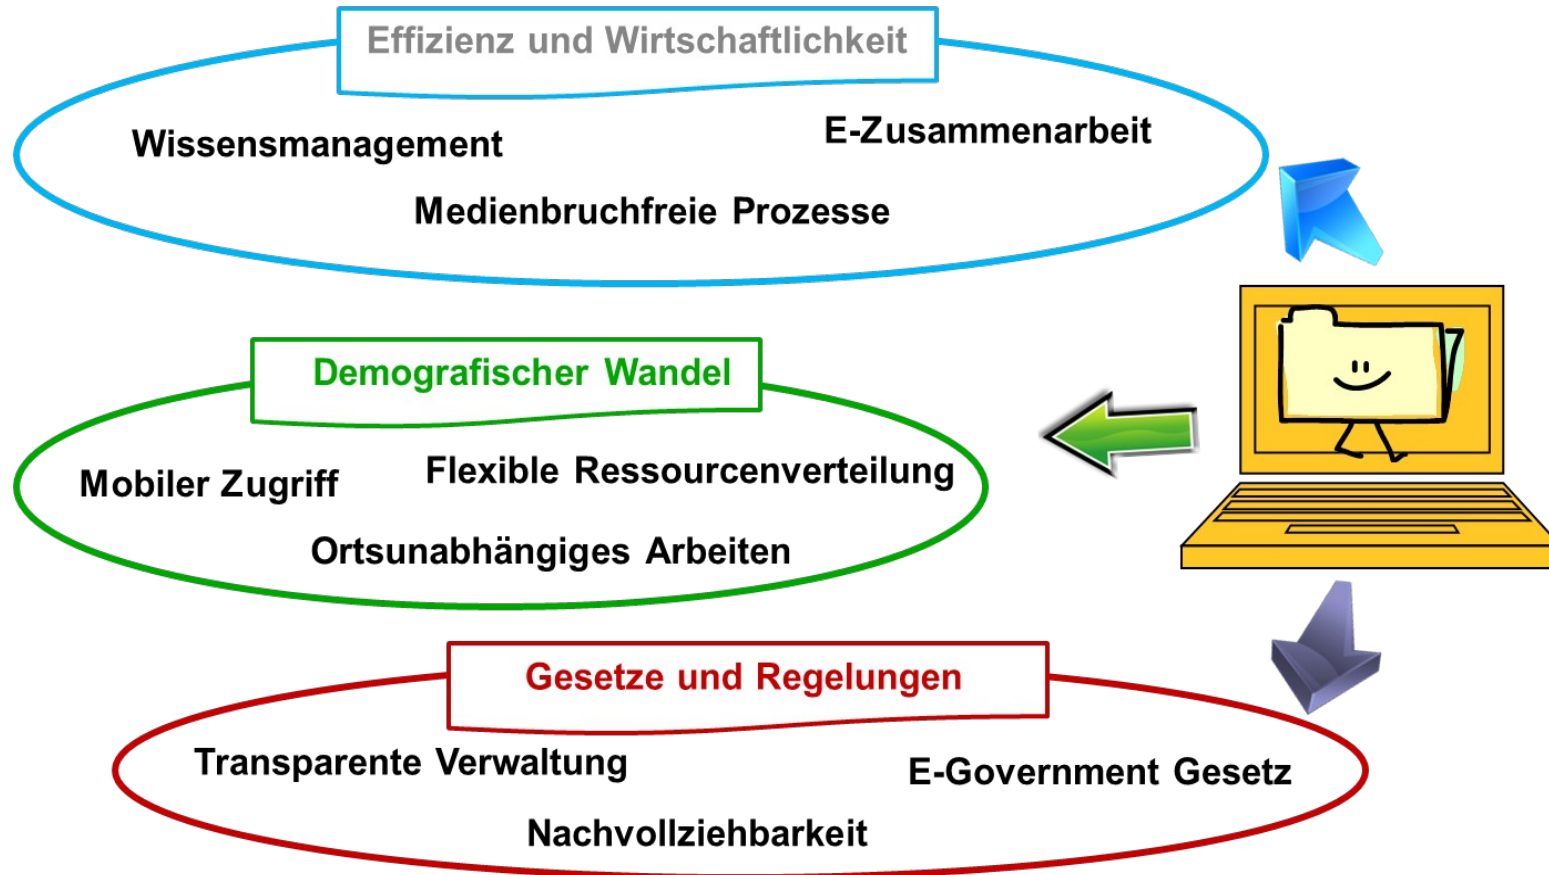 Effizienz und Wirtschaftlichkeit
Wissensmanagement
E-Zusammenarbeit
Medienbruchfreie Prozesse
Demografischer Wandel
Mobiler Zugriff
Flexible Ressourcenverteilung
Ortsunabhängiges Arbeiten
Gesetze und Regelungen
Transparente Verwaltung
E-Government Gesetz
Nachvollziehbarkeit